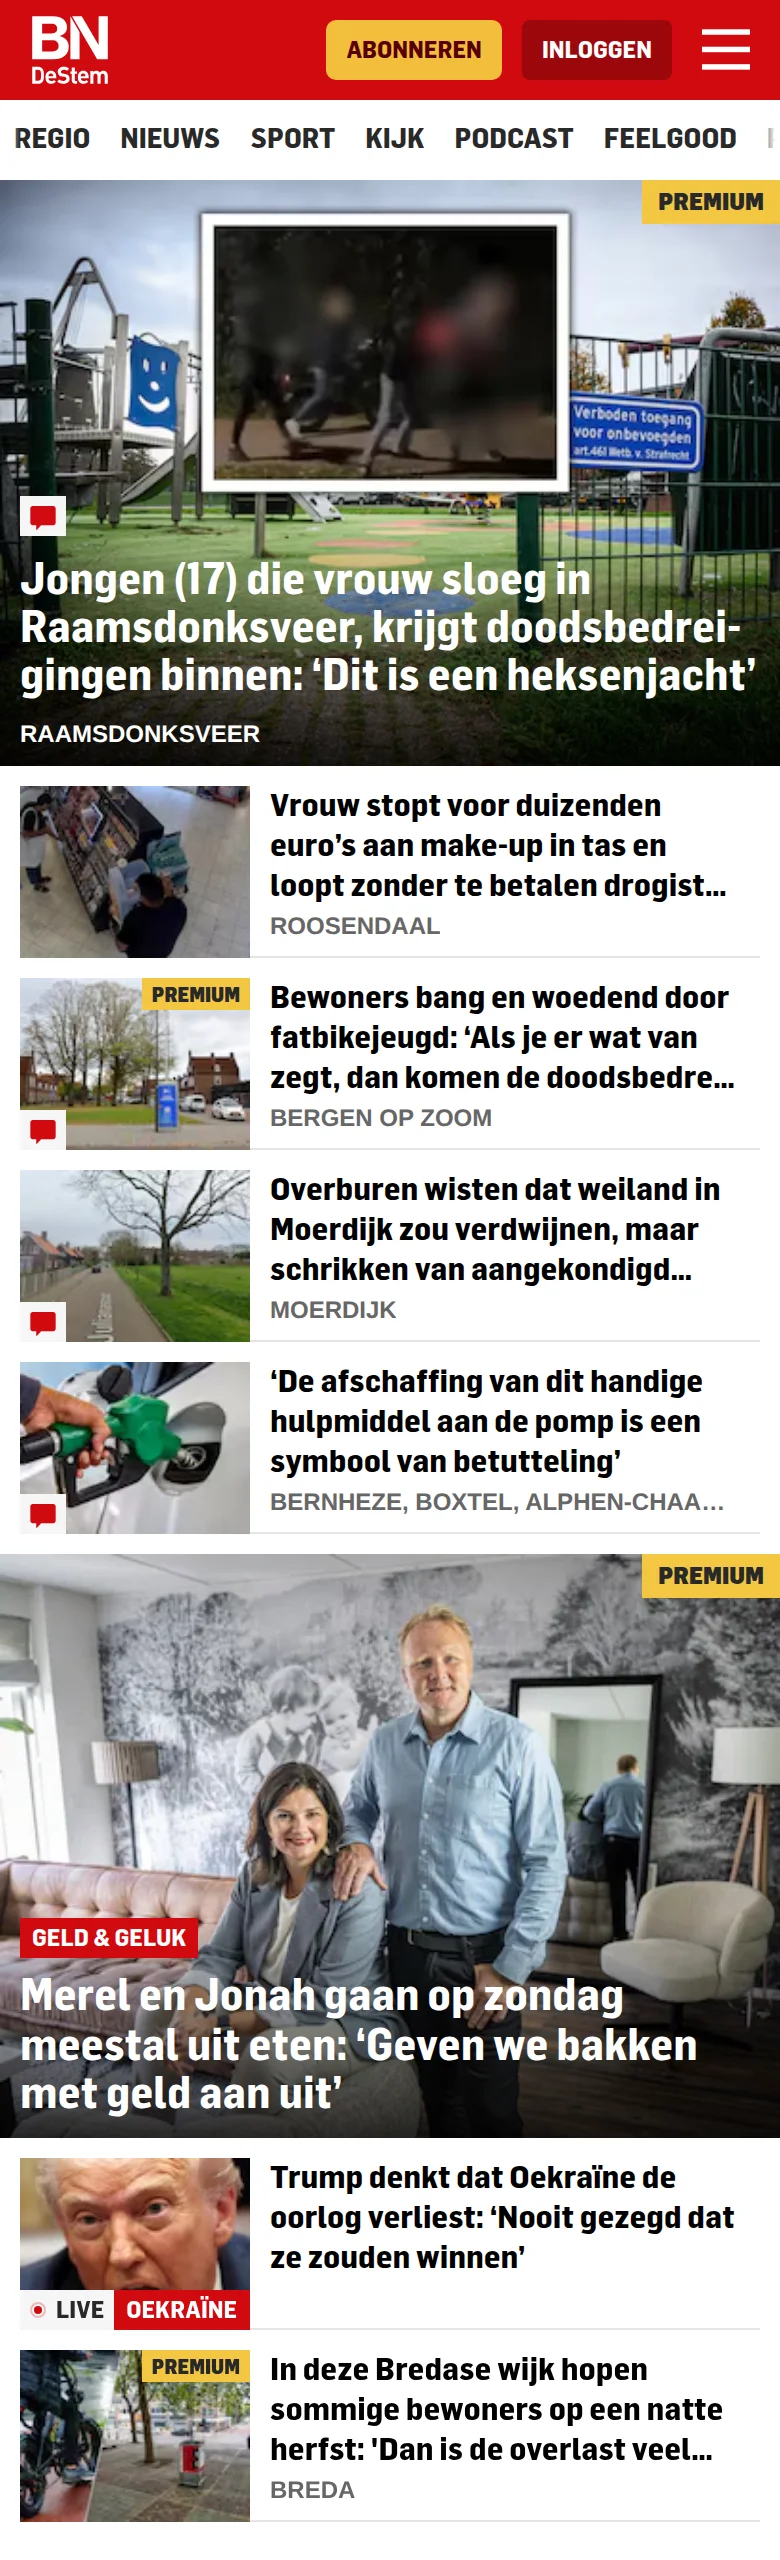 BN
DeStem
ABONNEREN
INLOGGEN
REGIO NIEUWS SPORT KIJK PODCAST FEELGOOD
PREMIUM
Verboden toegang
voor onbevoegden
art.461 Wetb. v. Strafrecht
Jongen (17) die vrouw sloeg in
Raamsdonksveer, krijgt doodsbedrei-
gingen binnen: ‘Dit is een heksenjacht’
RAAMSDONKSVEER
Vrouw stopt voor duizenden
euro’s aan make-up in tas en
loopt zonder te betalen drogist...
ROOSENDAAL
PREMIUM
Bewoners bang en woedend door
fatbikejeugd: ‘Als je er wat van
zegt, dan komen de doodsbedre...
BERGEN OP ZOOM
Overburen wisten dat weiland in
Moerdijk zou verdwijnen, maar
schrikken van aangekondigd...
MOERDIJK
‘De afschaffing van dit handige
hulpmiddel aan de pomp is een
symbool van betutteling’
BERNHEZE, BOXTEL, ALPHEN-CHAA...
PREMIUM
GELD & GELUK
Merel en Jonah gaan op zondag
meestal uit eten: ‘Geven we bakken
met geld aan uit’
Trump denkt dat Oekraïne de
oorlog verliest: ‘Nooit gezegd dat
ze zouden winnen’
LIVE OEKRAÏNE
PREMIUM
In deze Bredase wijk hopen
sommige bewoners op een natte
herfst: 'Dan is de overlast veel...
BREDA